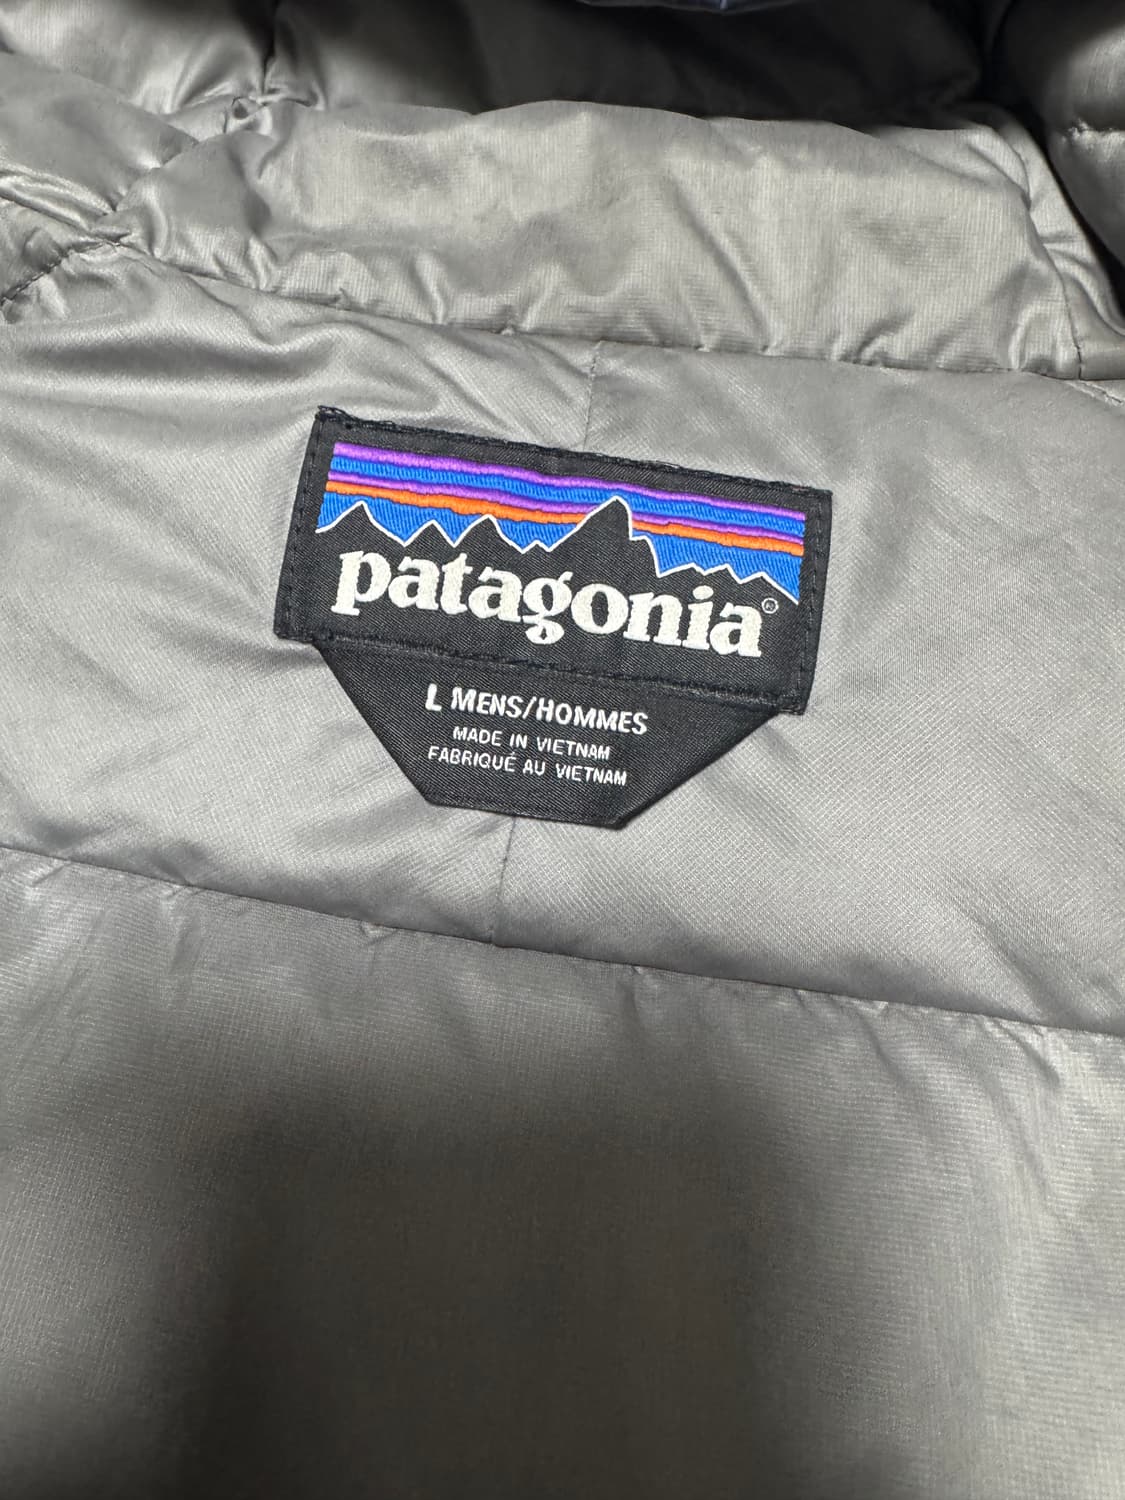 patagonia®
L MENS/HOMMES
MADE IN VIETNAM
FABRIQUÉ AU VIETNAM